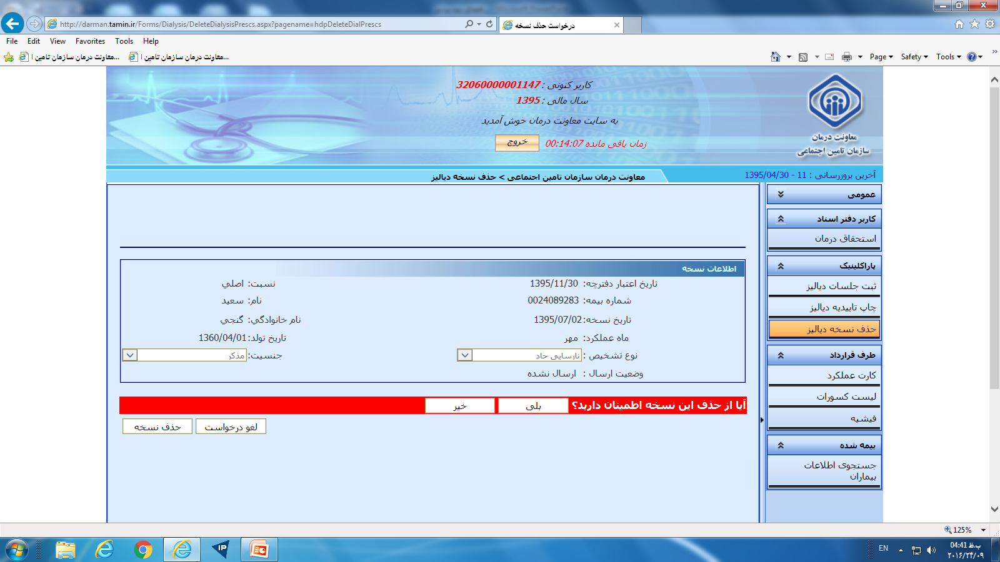 http://darman.tamin.ir/Forms/Dialysis/DeleteDialysisPrescs.aspx?pagename=hdpDeleteDialPrescs
درخواست حذف نسخه
File Edit View Favorites Tools Help
معاونت درمان سازمان تامین ا...
معاونت درمان سازمان تامین ا...
Page Safety Tools
کاربر کنونی : 32060000001147
سال مالی : 1395
به سایت معاونت درمان خوش آمدید
زمان باقی مانده 00:14:07
خروج
معاونت درمان
سازمان تامین اجتماعی
آخرین بروزرسانی : 11 - 1395/04/30
معاونت درمان سازمان تامین اجتماعی > حذف نسخه دیالیز
عمومی
کاربر دفتر اسناد
استحقاق درمان
پاراکلینیک
ثبت جلسات دیالیز
چاپ تاییدیه دیالیز
حذف نسخه دیالیز
طرف قرارداد
کارت عملکرد
لیست کسورات
فیشیه
بیمه شده
جستجوی اطلاعات
بیماران
اطلاعات نسخه
تاریخ اعتبار دفترچه: 1395/11/30
نسبت: اصلي
شماره بیمه: 0024089283
نام: سعيد
تاریخ نسخه: 1395/07/02
نام خانوادگي: گنجي
ماه عملکرد: مهر
تاریخ تولد: 1360/04/01
نوع تشخیص : نارسایی حاد
جنسیت: مذکر
وضعیت ارسال : ارسال نشده
آیا از حذف این نسخه اطمینان دارید؟ بلی خیر
لغو درخواست حذف نسخه
125%
IP
EN
04:41 ب.ظ
۲۰۱۶/۲۴/۰۹